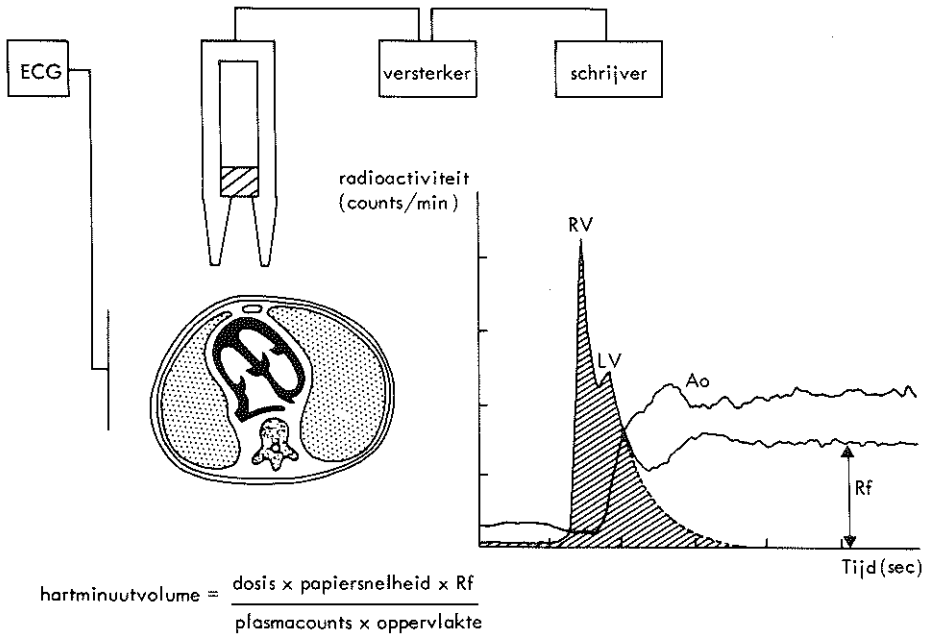 ECG
versterker
schrijver
radioactiviteit
(counts/min)
RV
LV
Ao
Rf
Tijd (sec)
hartminuutvolume = dosis x papiersnelheid x Rf
plasmacounts x oppervlakte